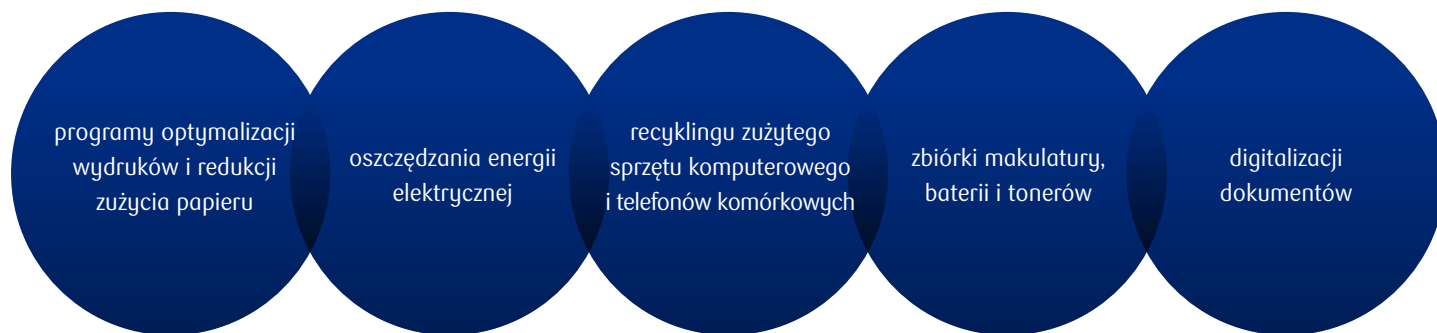 programy optymalizacji
wydruków i redukcji
zużycia papieru
oszczędzania energii
elektrycznej
recyklingu zużytego
sprzętu komputerowego
i telefonów komórkowych
zbiórki makulatury,
baterii i tonerów
digitalizacji
dokumentów